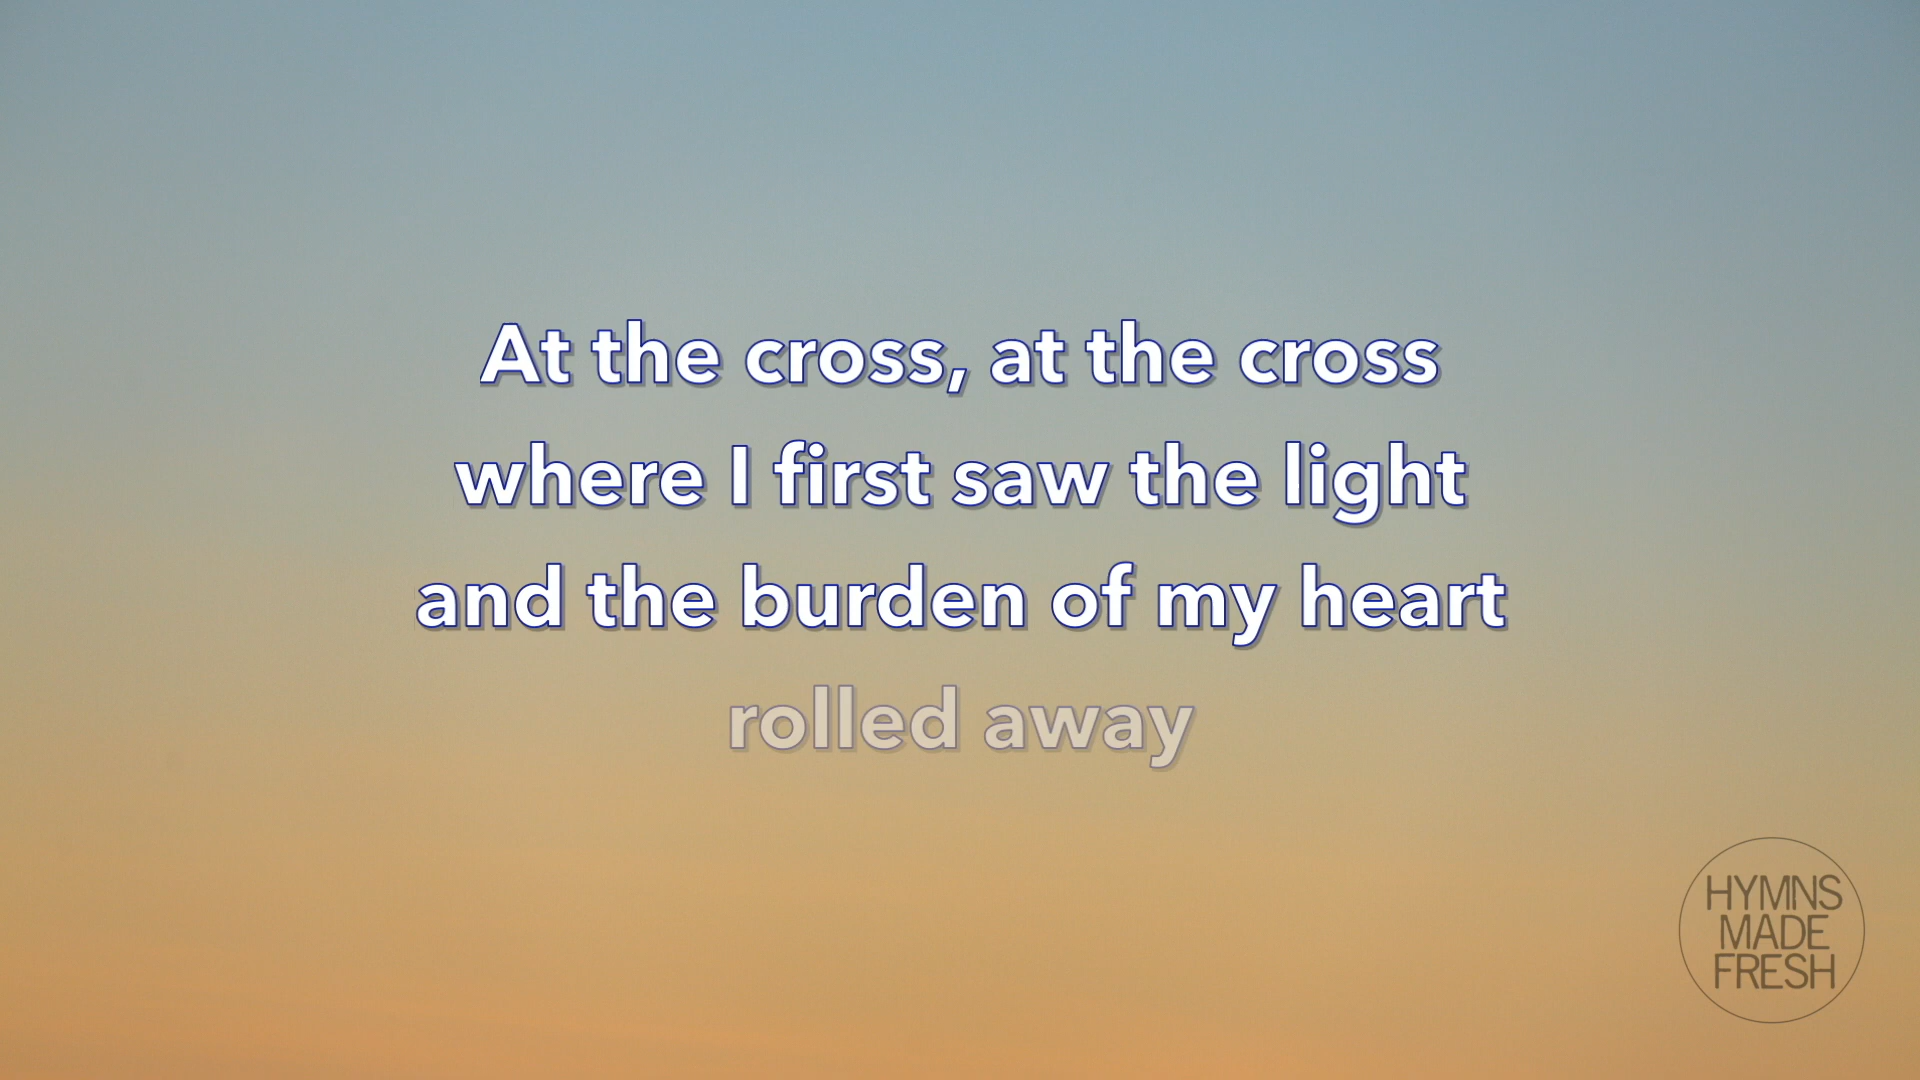 At the cross, at the cross
where I first saw the light
and the burden of my heart
rolled away
HYMNS
MADE
FRESH